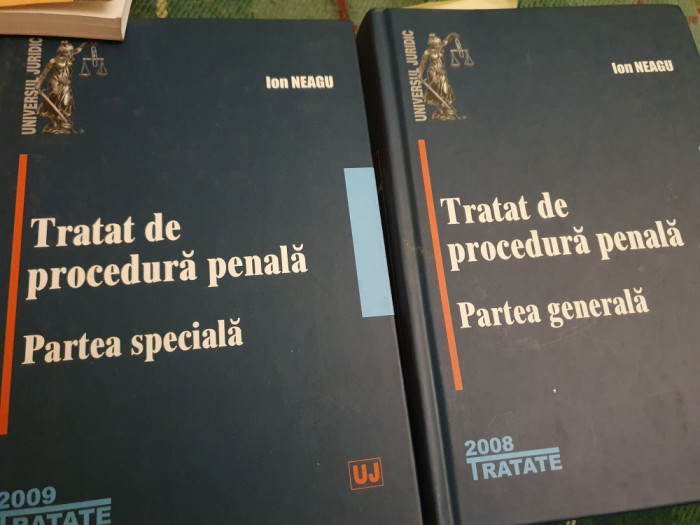 UNIVERSUL JURIDIC
Ion NEAGU
Tratat de
procedură penală
Partea specială
UJ
2009
TRATATE
UNIVERSUL JURIDIC
Ion NEAGU
Tratat de
procedură penală
Partea generală
2008
TRATATE